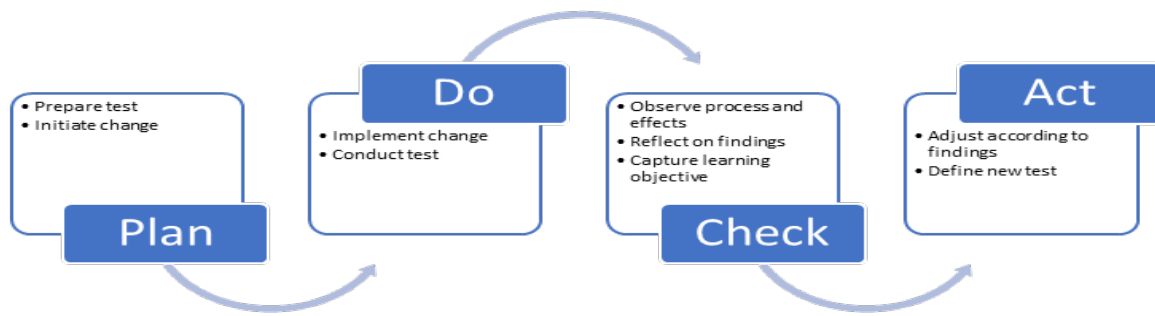 • Prepare test
• Initiate change
Plan
Do
• Implement change
• Conduct test
• Observe process and
effects
• Reflect on findings
• Capture learning
objective
Check
Act
• Adjust according to
findings
• Define new test